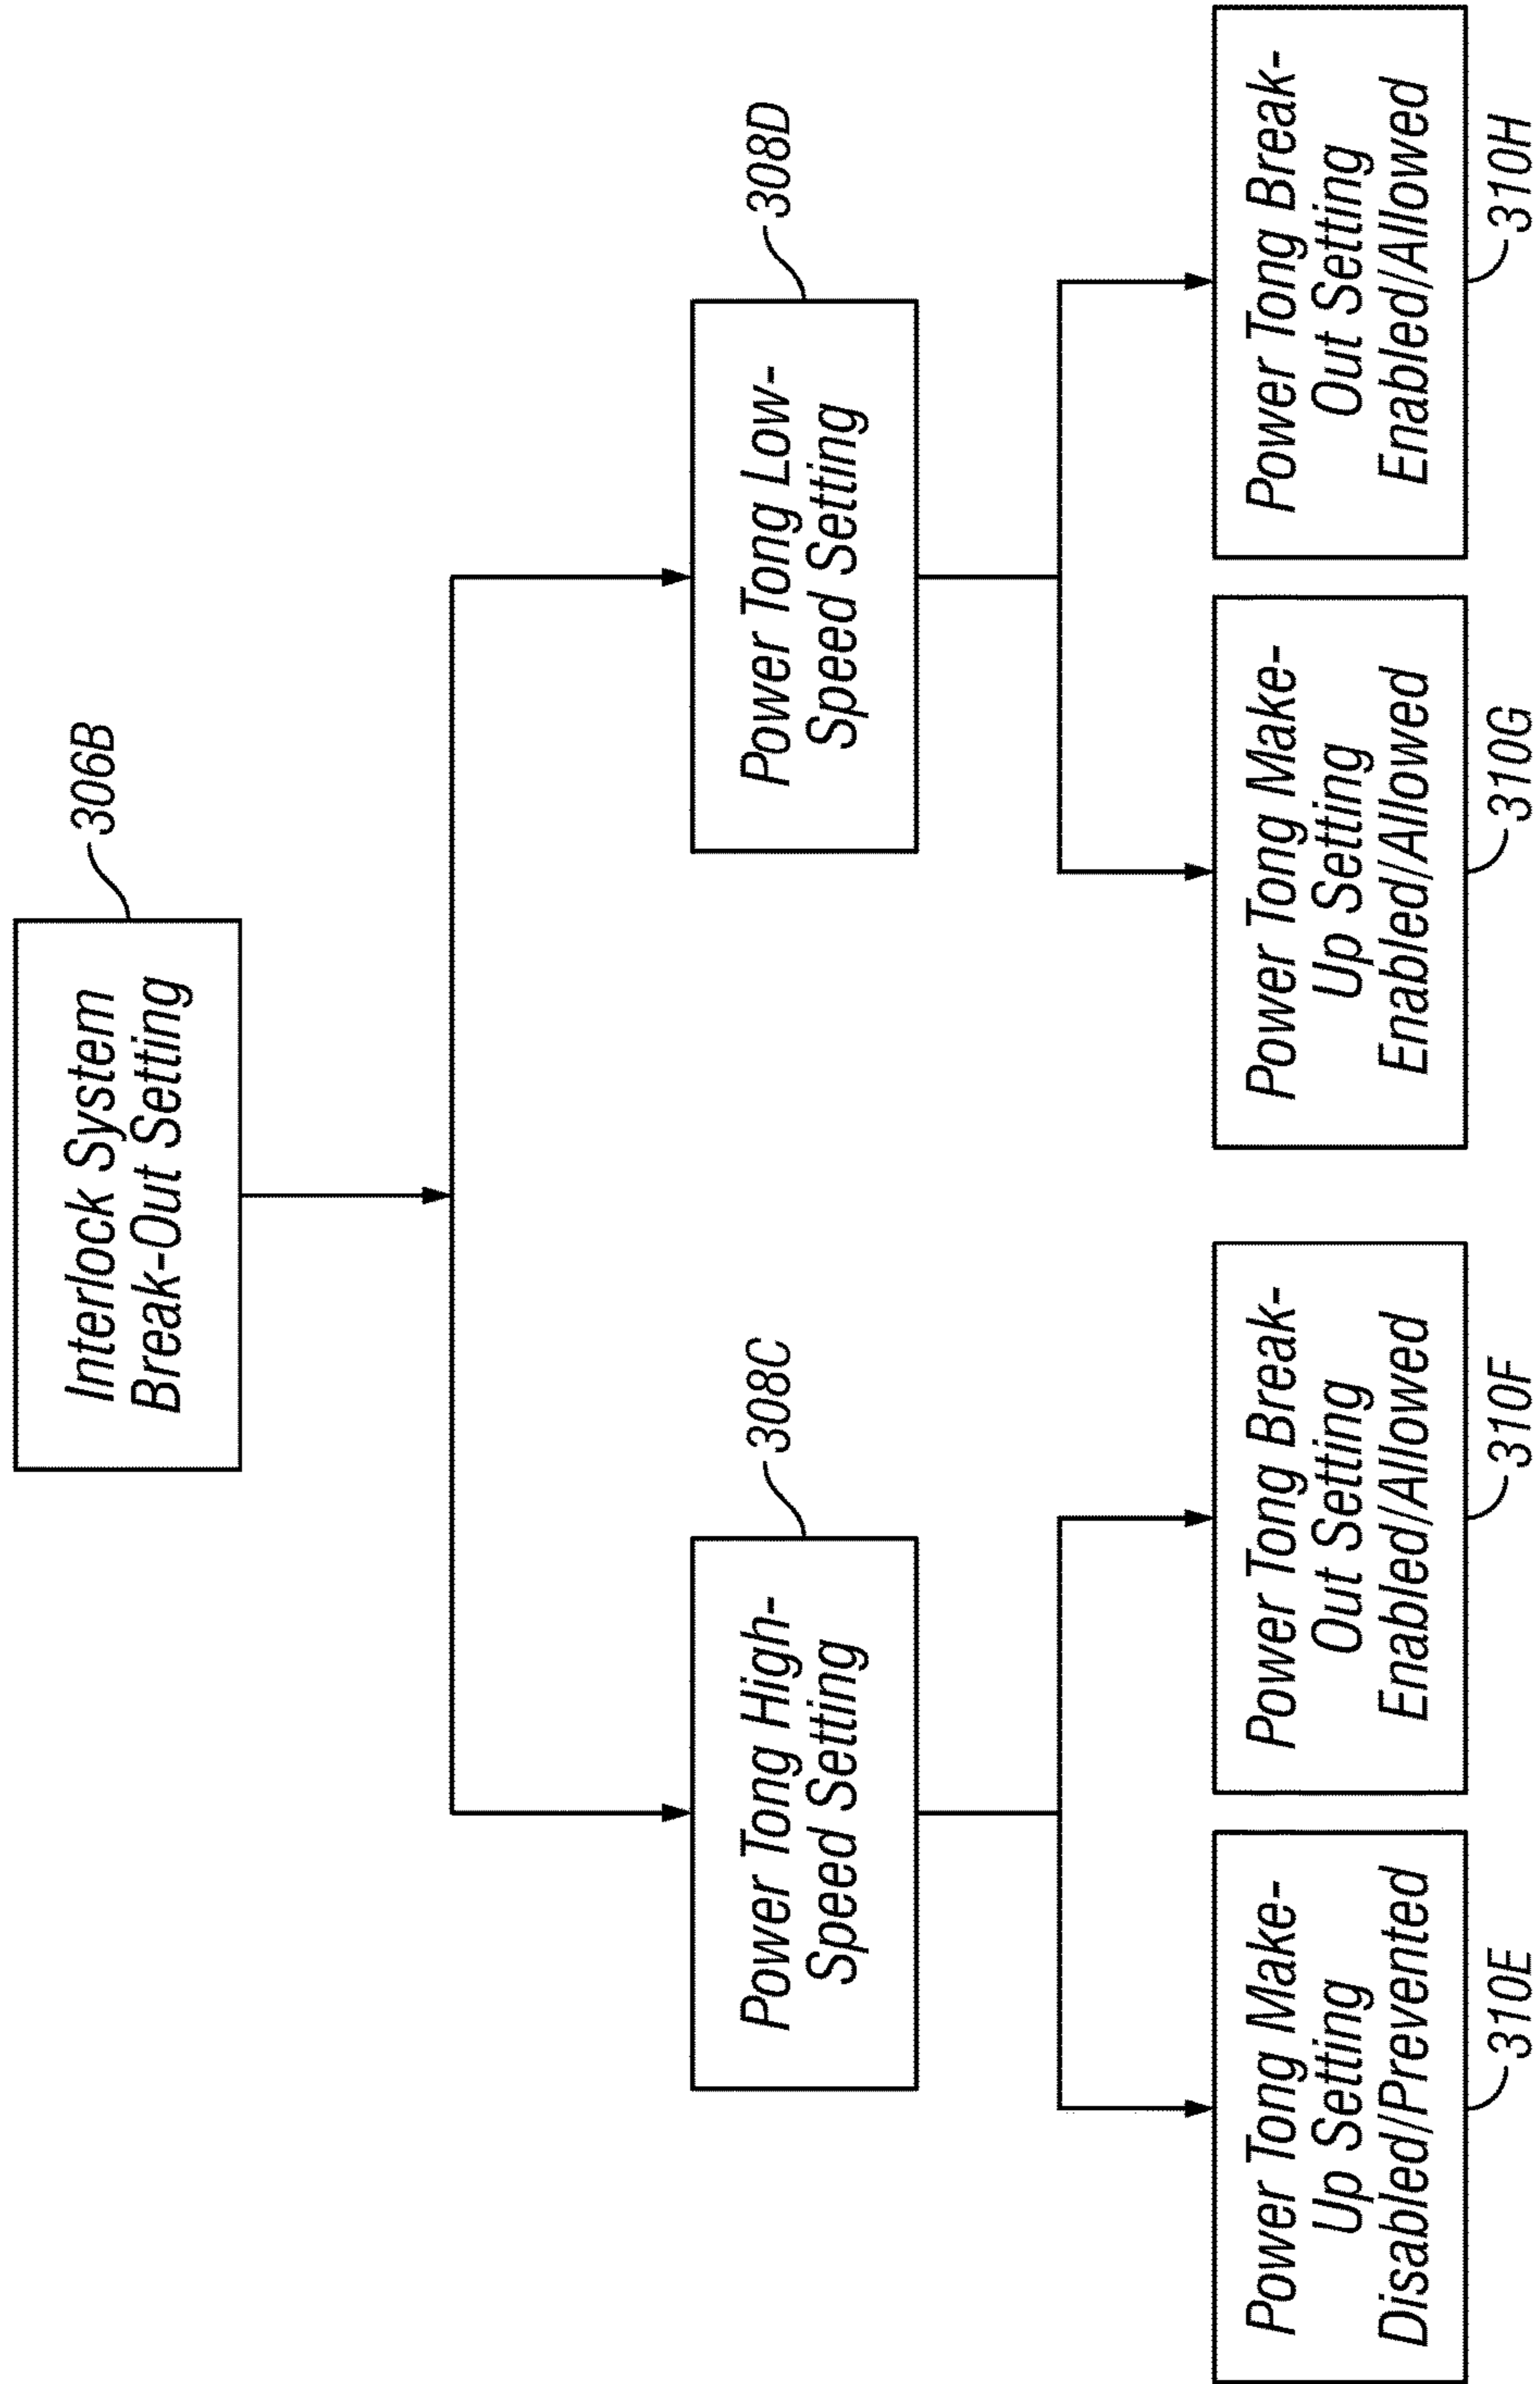 Interlock System
Break-Out Setting
306B
Power Tong High-
Speed Setting
308C
Power Tong Low-
Speed Setting
308D
Power Tong Make-
Up Setting
Disabled/Prevented
310E
Power Tong Break-
Out Setting
Enabled/Allowed
310F
Power Tong Make-
Up Setting
Enabled/Allowed
310G
Power Tong Break-
Out Setting
Enabled/Allowed
310H